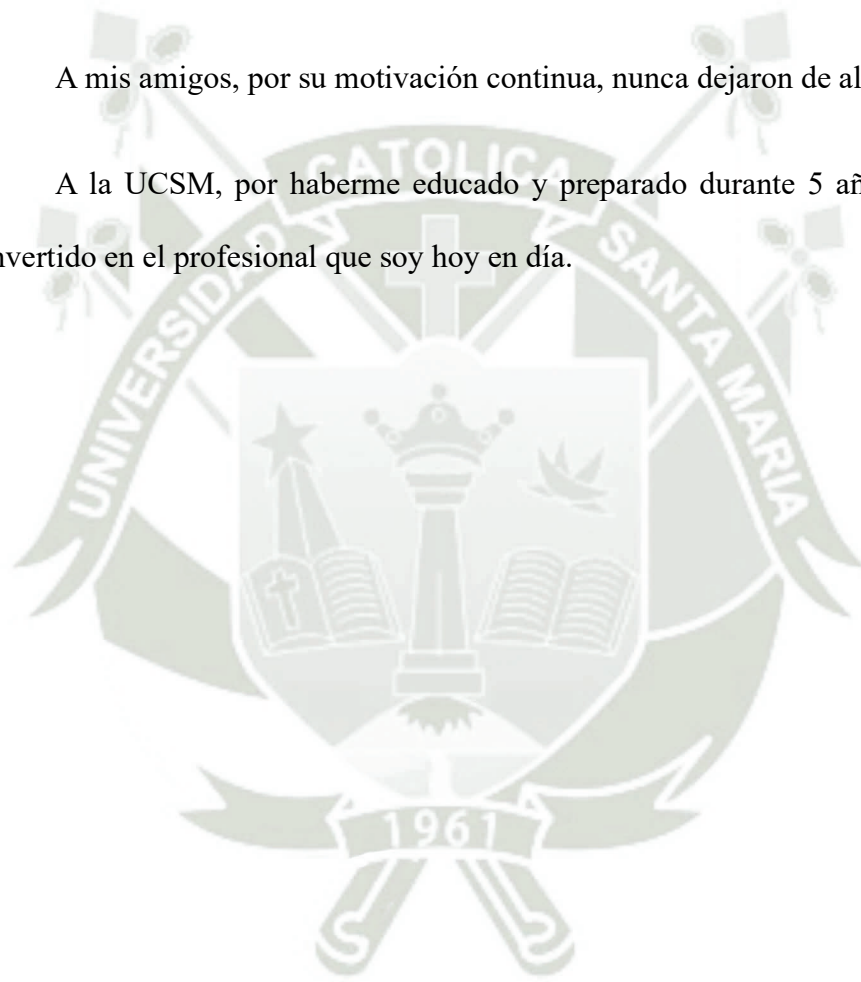 A mis amigos, por su motivación continua, nunca dejaron de al
A la UCSM, por haberme educado y preparado durante 5 añ
nvertido en el profesional que soy hoy en día.
UNIVERSIDAD CATOLICA SANTA MARIA
1961